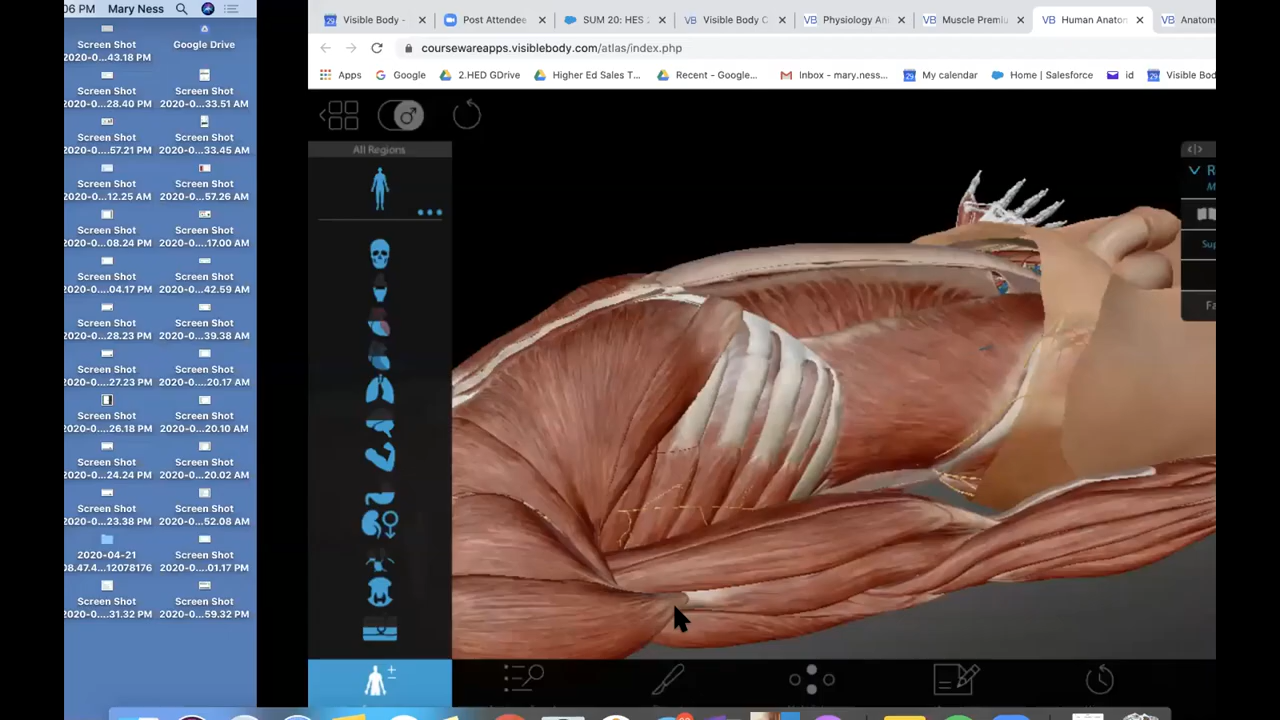 06 PM Mary Ness
Screen Shot
2020-0...43.18 PM
Google Drive
Screen Shot
2020-0...28.40 PM
Screen Shot
2020-0...33.51 AM
Screen Shot
2020-0...57.21 PM
Screen Shot
2020-0...33.45 AM
Screen Shot
2020-0...12.25 AM
Screen Shot
2020-0...57.26 AM
Screen Shot
2020-0...08.24 PM
Screen Shot
2020-0...17.00 AM
Screen Shot
2020-0...04.17 PM
Screen Shot
2020-0...42.59 AM
Screen Shot
2020-0...28.23 PM
Screen Shot
2020-0...39.38 AM
Screen Shot
2020-0....27.23 PM
Screen Shot
2020-0...20.17 AM
Screen Shot
2020-0...26.18 PM
Screen Shot
2020-0...20.10 AM
Screen Shot
2020-0...24.24 PM
Screen Shot
2020-0...20.02 AM
Screen Shot
2020-0...23.38 PM
Screen Shot
2020-0...52.08 AM
2020-04-21
08.47.4...12078176
Screen Shot
2020-0...01.17 PM
Screen Shot
2020-0...31.32 PM
Screen Shot
2020-0...59.32 PM
Visible Body -
Post Attendee
SUM 20: HES
Visible Body C
Physiology An
Muscle Premiu
Human Anaton
Anatom
coursewareapps.visiblebody.com/atlas/index.php
Apps
Google
2.HED GDrive
Higher Ed Sales T...
Recent - Google...
Inbox - mary.ness...
My calendar
Home | Salesforce
id
Visible Bod
All Regions
R
M
Sup
Fa